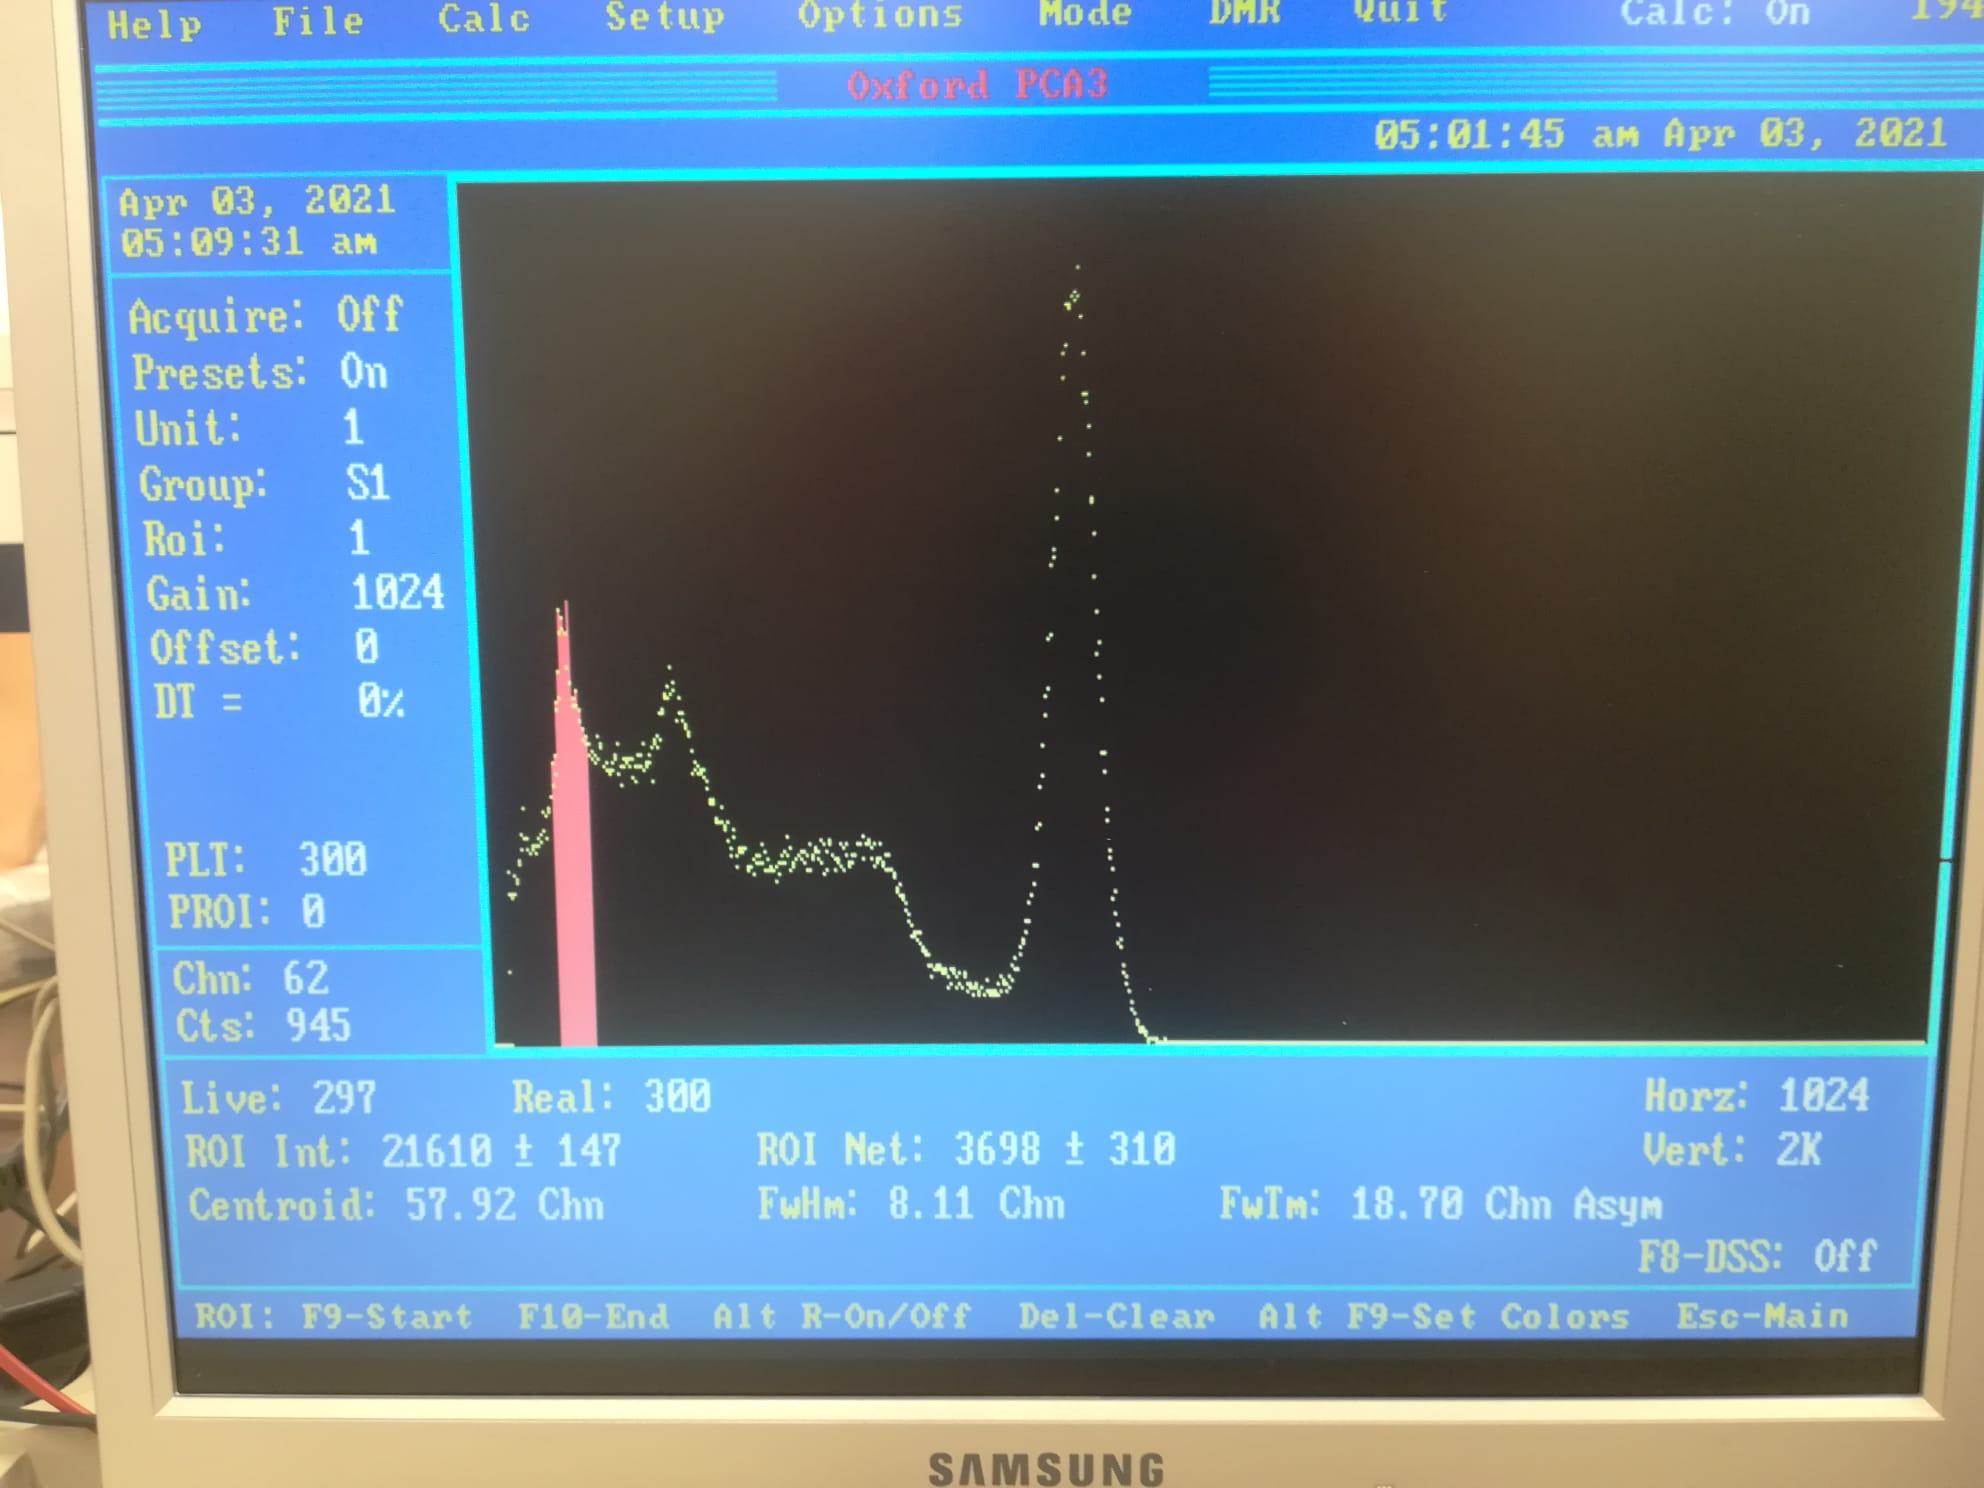 Help File Calc Setup Options Mode DMR Quit Calc: On 194
Oxford PCA3
05:01:45 am Apr 03, 2021
Apr 03, 2021
05:09:31 am
Acquire: Off
Presets: On
Unit: 1
Group: S1
Roi: 1
Gain: 1024
Offset: 0
DT = 0%
PLT: 300
PROI: 0
Chn: 62
Cts: 945
Live: 297 Real: 300 Horz: 1024
ROI Int: 21610 ± 147 ROI Net: 3698 ± 310 Vert: 2K
Centroid: 57.92 Chn FwHm: 8.11 Chn FwTm: 18.70 Chn Asym
F8-DSS: Off
ROI: F9-Start F10-End Alt R-On/Off Del-Clear Alt F9-Set Colors Esc-Main
SAMSUNG